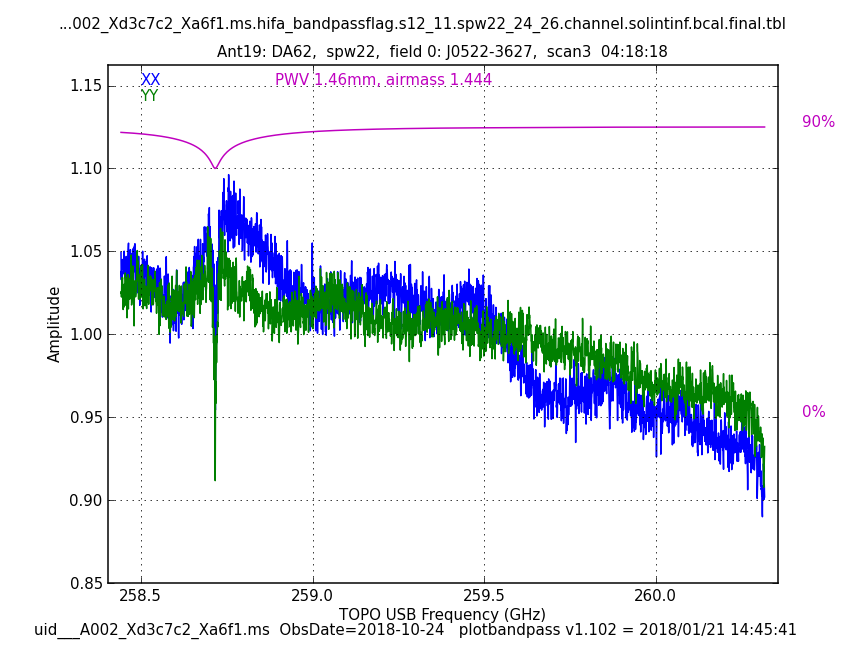 ...002_Xd3c7c2_Xa6f1.ms.hifa_bandpassflag.s12_11.spw22_24_26.channel.solintinf.bcal.final.tbl
Ant19: DA62, spw22, field 0: J0522-3627, scan3 04:18:18
XX
YY
PWV 1.46mm, airmass 1.444
90%
0%
1.15
1.10
1.05
1.00
0.95
0.90
0.85
Amplitude
258.5 259.0 259.5 260.0
TOPO USB Frequency (GHz)
uid___A002_Xd3c7c2_Xa6f1.ms ObsDate=2018-10-24 plotbandpass v1.102 = 2018/01/21 14:45:41